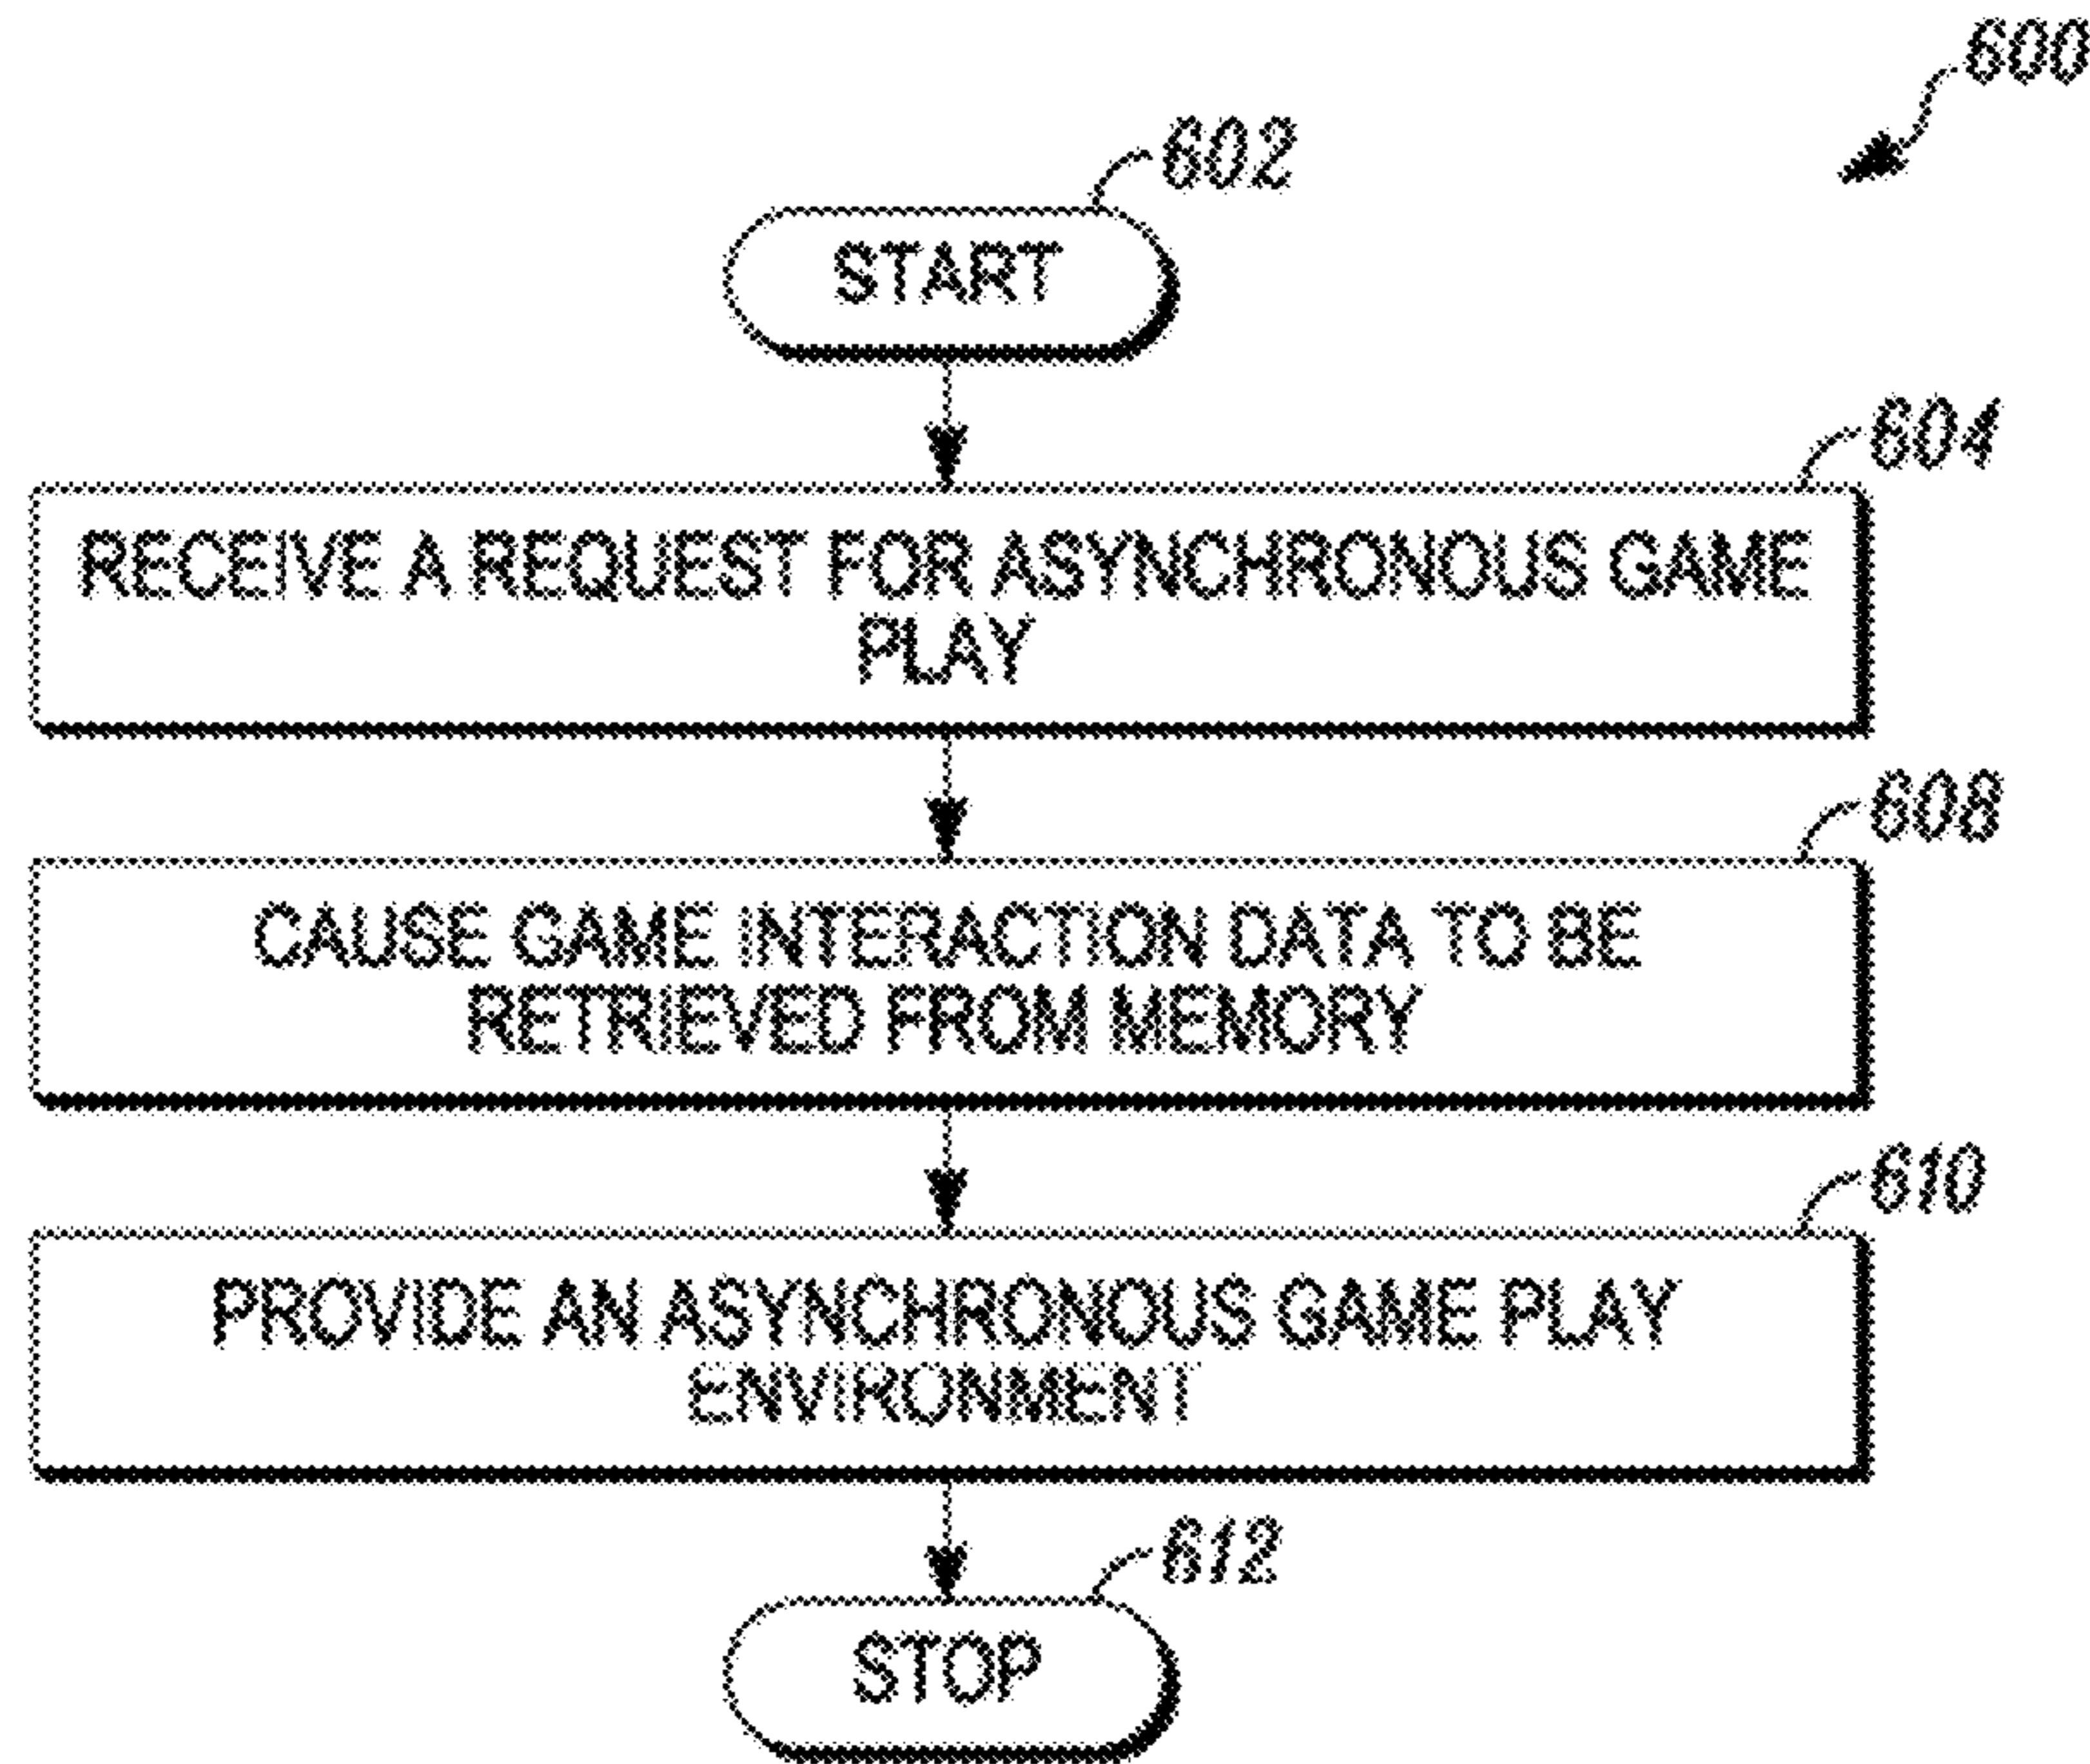 600
602
START
604
RECEIVE A REQUEST FOR ASYNCHRONOUS GAME
PLAY
608
CAUSE GAME INTERACTION DATA TO BE
RETRIEVED FROM MEMORY
610
PROVIDE AN ASYNCHRONOUS GAME PLAY
ENVIRONMENT
612
STOP